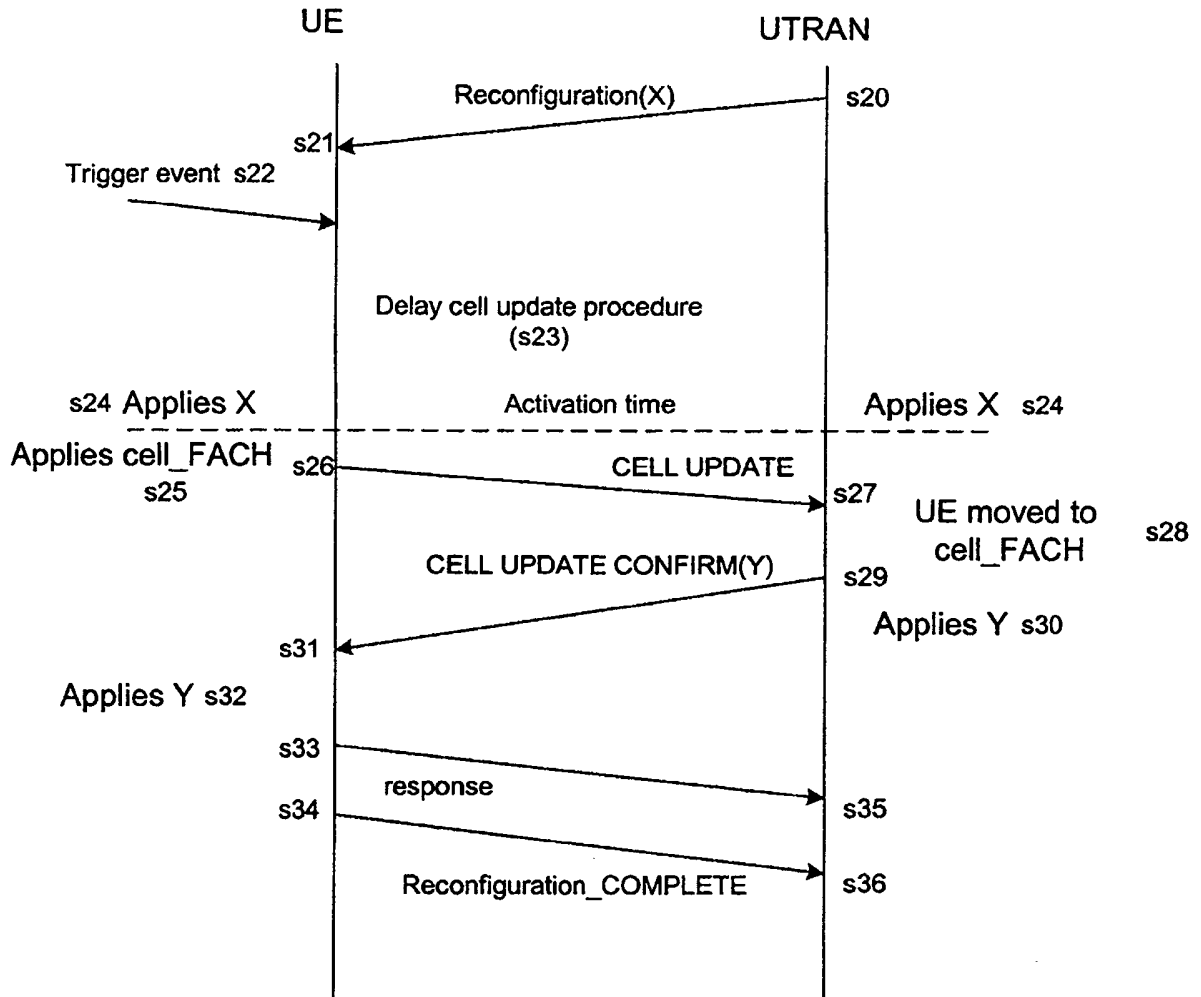 UE
UTRAN
Reconfiguration(X)
s20
s21
Trigger event s22
Delay cell update procedure
(s23)
s24 Applies X
Activation time
Applies X s24
Applies cell_FACH
s25
s26
CELL UPDATE
s27
UE moved to
cell_FACH
s28
CELL UPDATE CONFIRM(Y)
s29
Applies Y s30
s31
Applies Y s32
s33
response
s35
s34
Reconfiguration_COMPLETE
s36